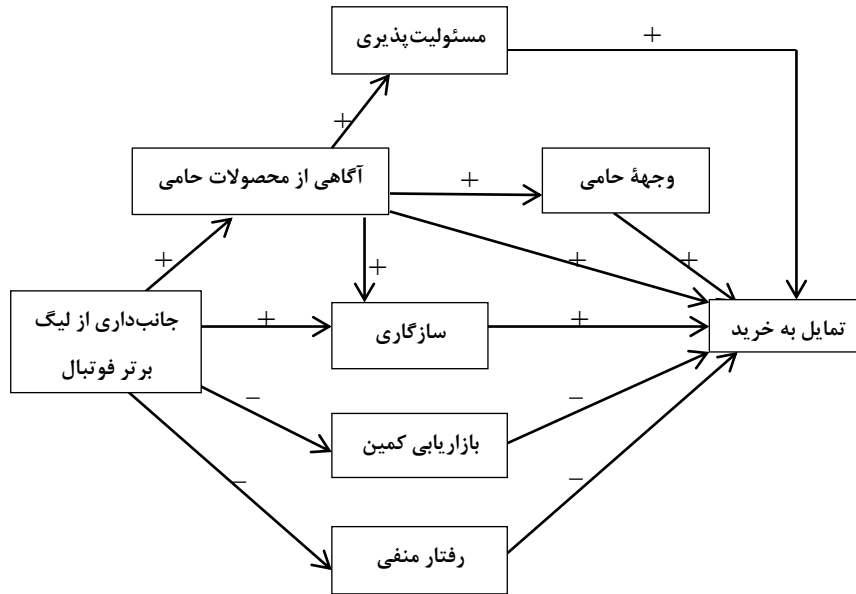 مسئولیت‌پذیری
+
+
آگاهی از محصولات حامی
+
وجههٔ حامی
+
+
+
+
جانب‌داری از لیگ
برتر فوتبال
+
سازگاری
+
تمایل به خرید
−
بازاریابی کمین
−
−
رفتار منفی
−